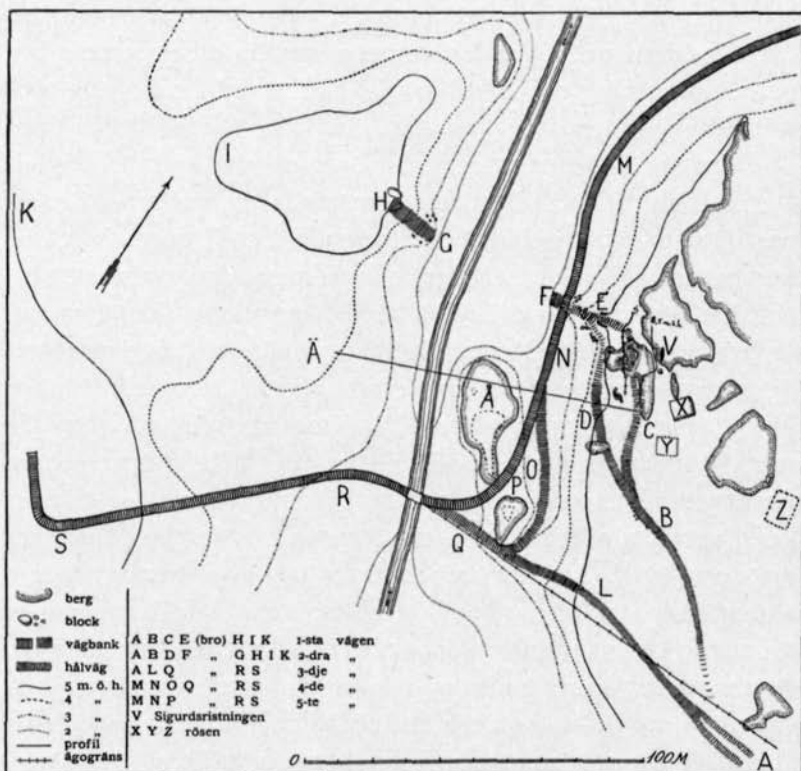 M
I
K
H
G
F
E
V
N
Ä
Å
X
D
C
Y
O
P
B
Z
R
S
Q
L
A
berg
block
vägbank
hålväg
5 m. ö. h.
4 „
3 „
2 „
profil
ägogräns
A B C E (bro) H I K 1-sta vägen
A B D F „ G H I K 2-dra „
A L Q „ R S 3-dje „
M N O Q „ R S 4-de „
M N P „ R S 5-te „
V Sigurdsristningen
X Y Z rösen
0 100M